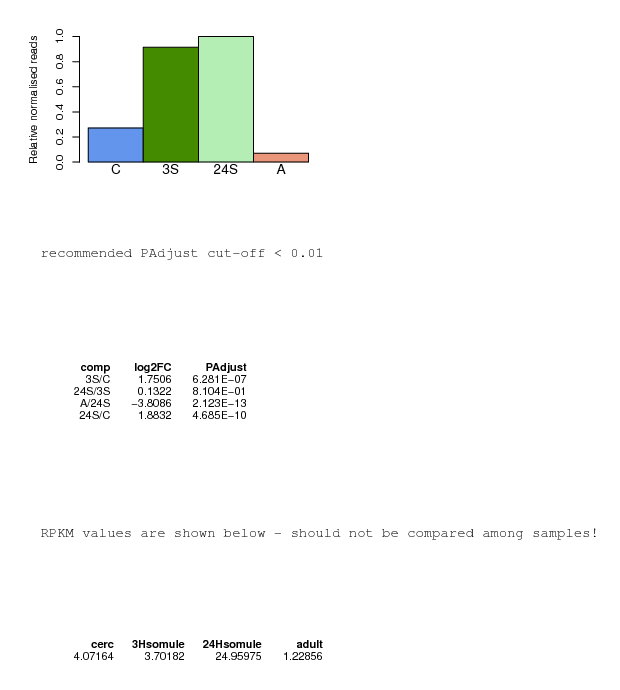 Relative normalised reads
1.0
0.8
0.6
0.4
0.2
0.0
C 3S 24S A
recommended PAdjust cut-off < 0.01
comp log2FC PAdjust
3S/C 1.7506 6.281E-07
24S/3S 0.1322 8.104E-01
A/24S -3.8086 2.123E-13
24S/C 1.8832 4.685E-10
RPKM values are shown below - should not be compared among samples!
cerc 3Hsomule 24Hsomule adult
4.07164 3.70182 24.95975 1.22856